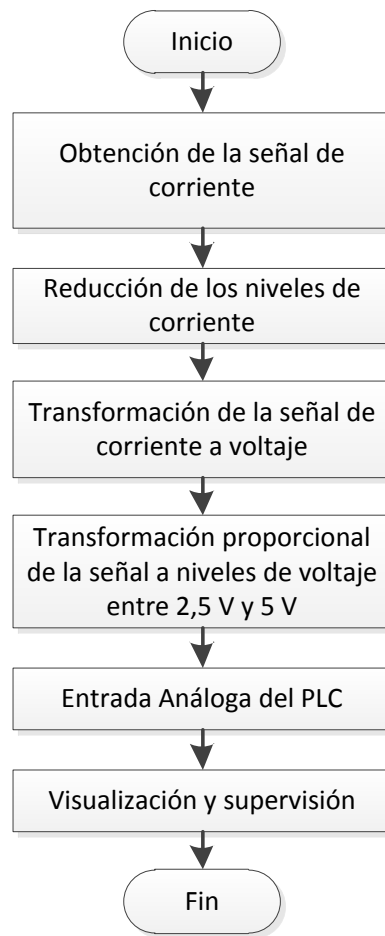 Inicio
Obtención de la señal de
corriente
Reducción de los niveles de
corriente
Transformación de la señal de
corriente a voltaje
Transformación proporcional
de la señal a niveles de voltaje
entre 2,5 V y 5 V
Entrada Análoga del PLC
Visualización y supervisión
Fin